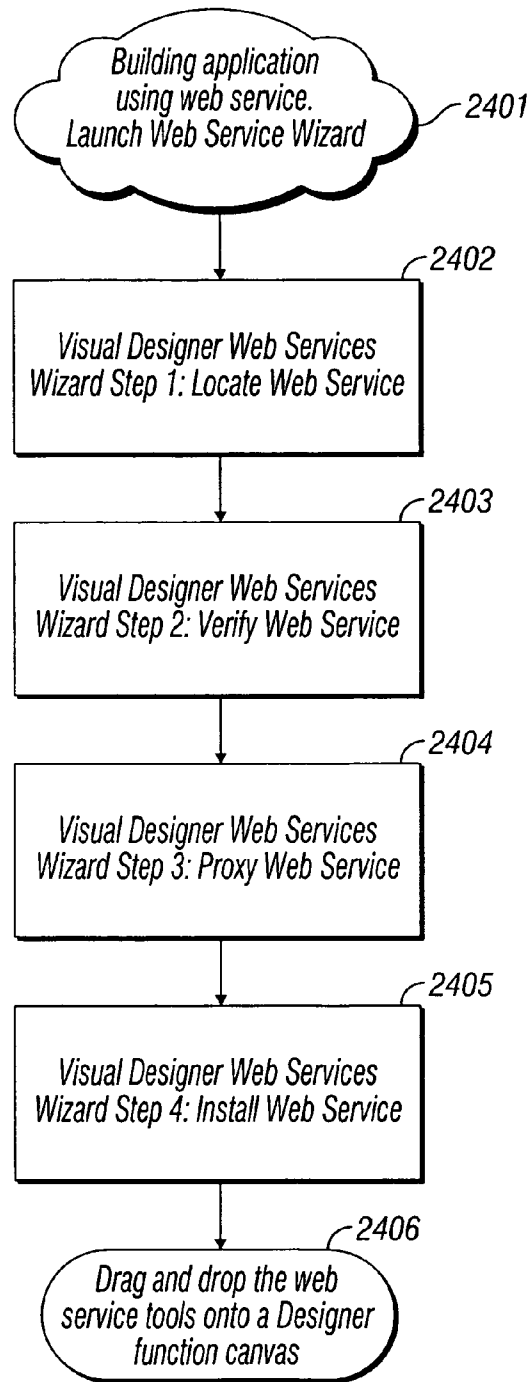 Building application
using web service.
Launch Web Service Wizard
2401
2402
Visual Designer Web Services
Wizard Step 1: Locate Web Service
2403
Visual Designer Web Services
Wizard Step 2: Verify Web Service
2404
Visual Designer Web Services
Wizard Step 3: Proxy Web Service
2405
Visual Designer Web Services
Wizard Step 4: Install Web Service
2406
Drag and drop the web
service tools onto a Designer
function canvas